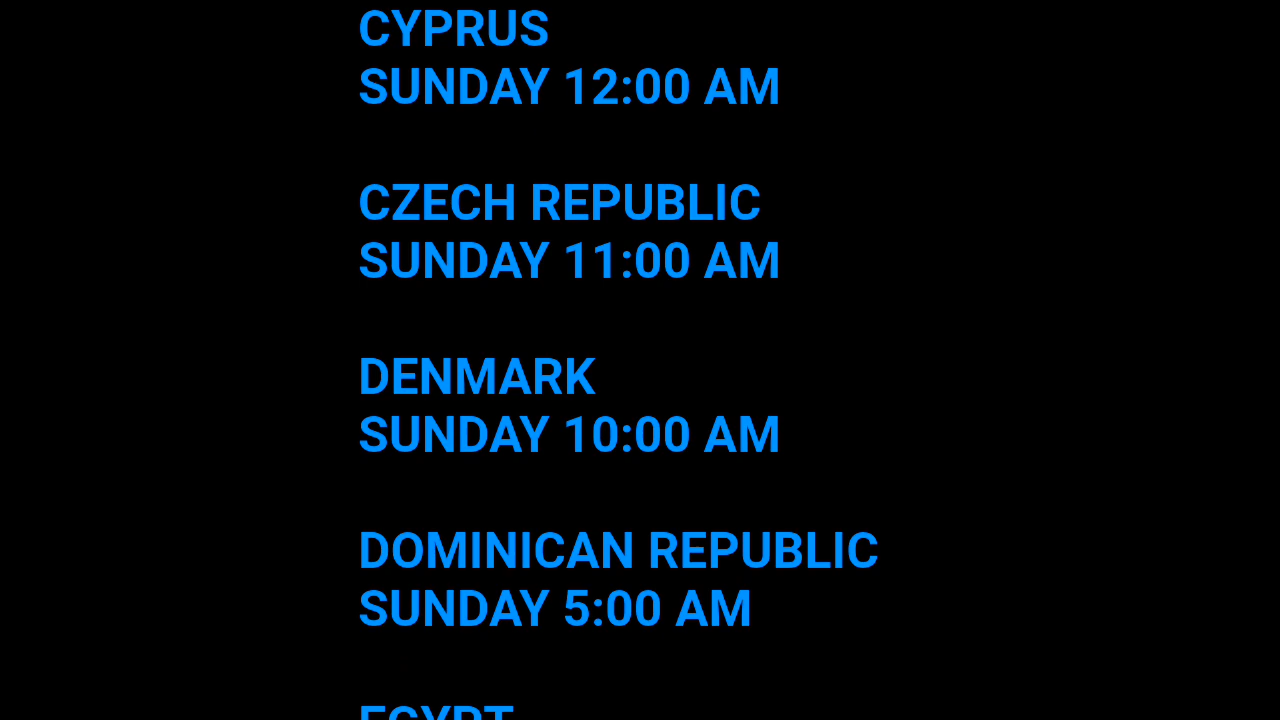 CYPRUS
SUNDAY 12:00 AM
CZECH REPUBLIC
SUNDAY 11:00 AM
DENMARK
SUNDAY 10:00 AM
DOMINICAN REPUBLIC
SUNDAY 5:00 AM
EGYPT